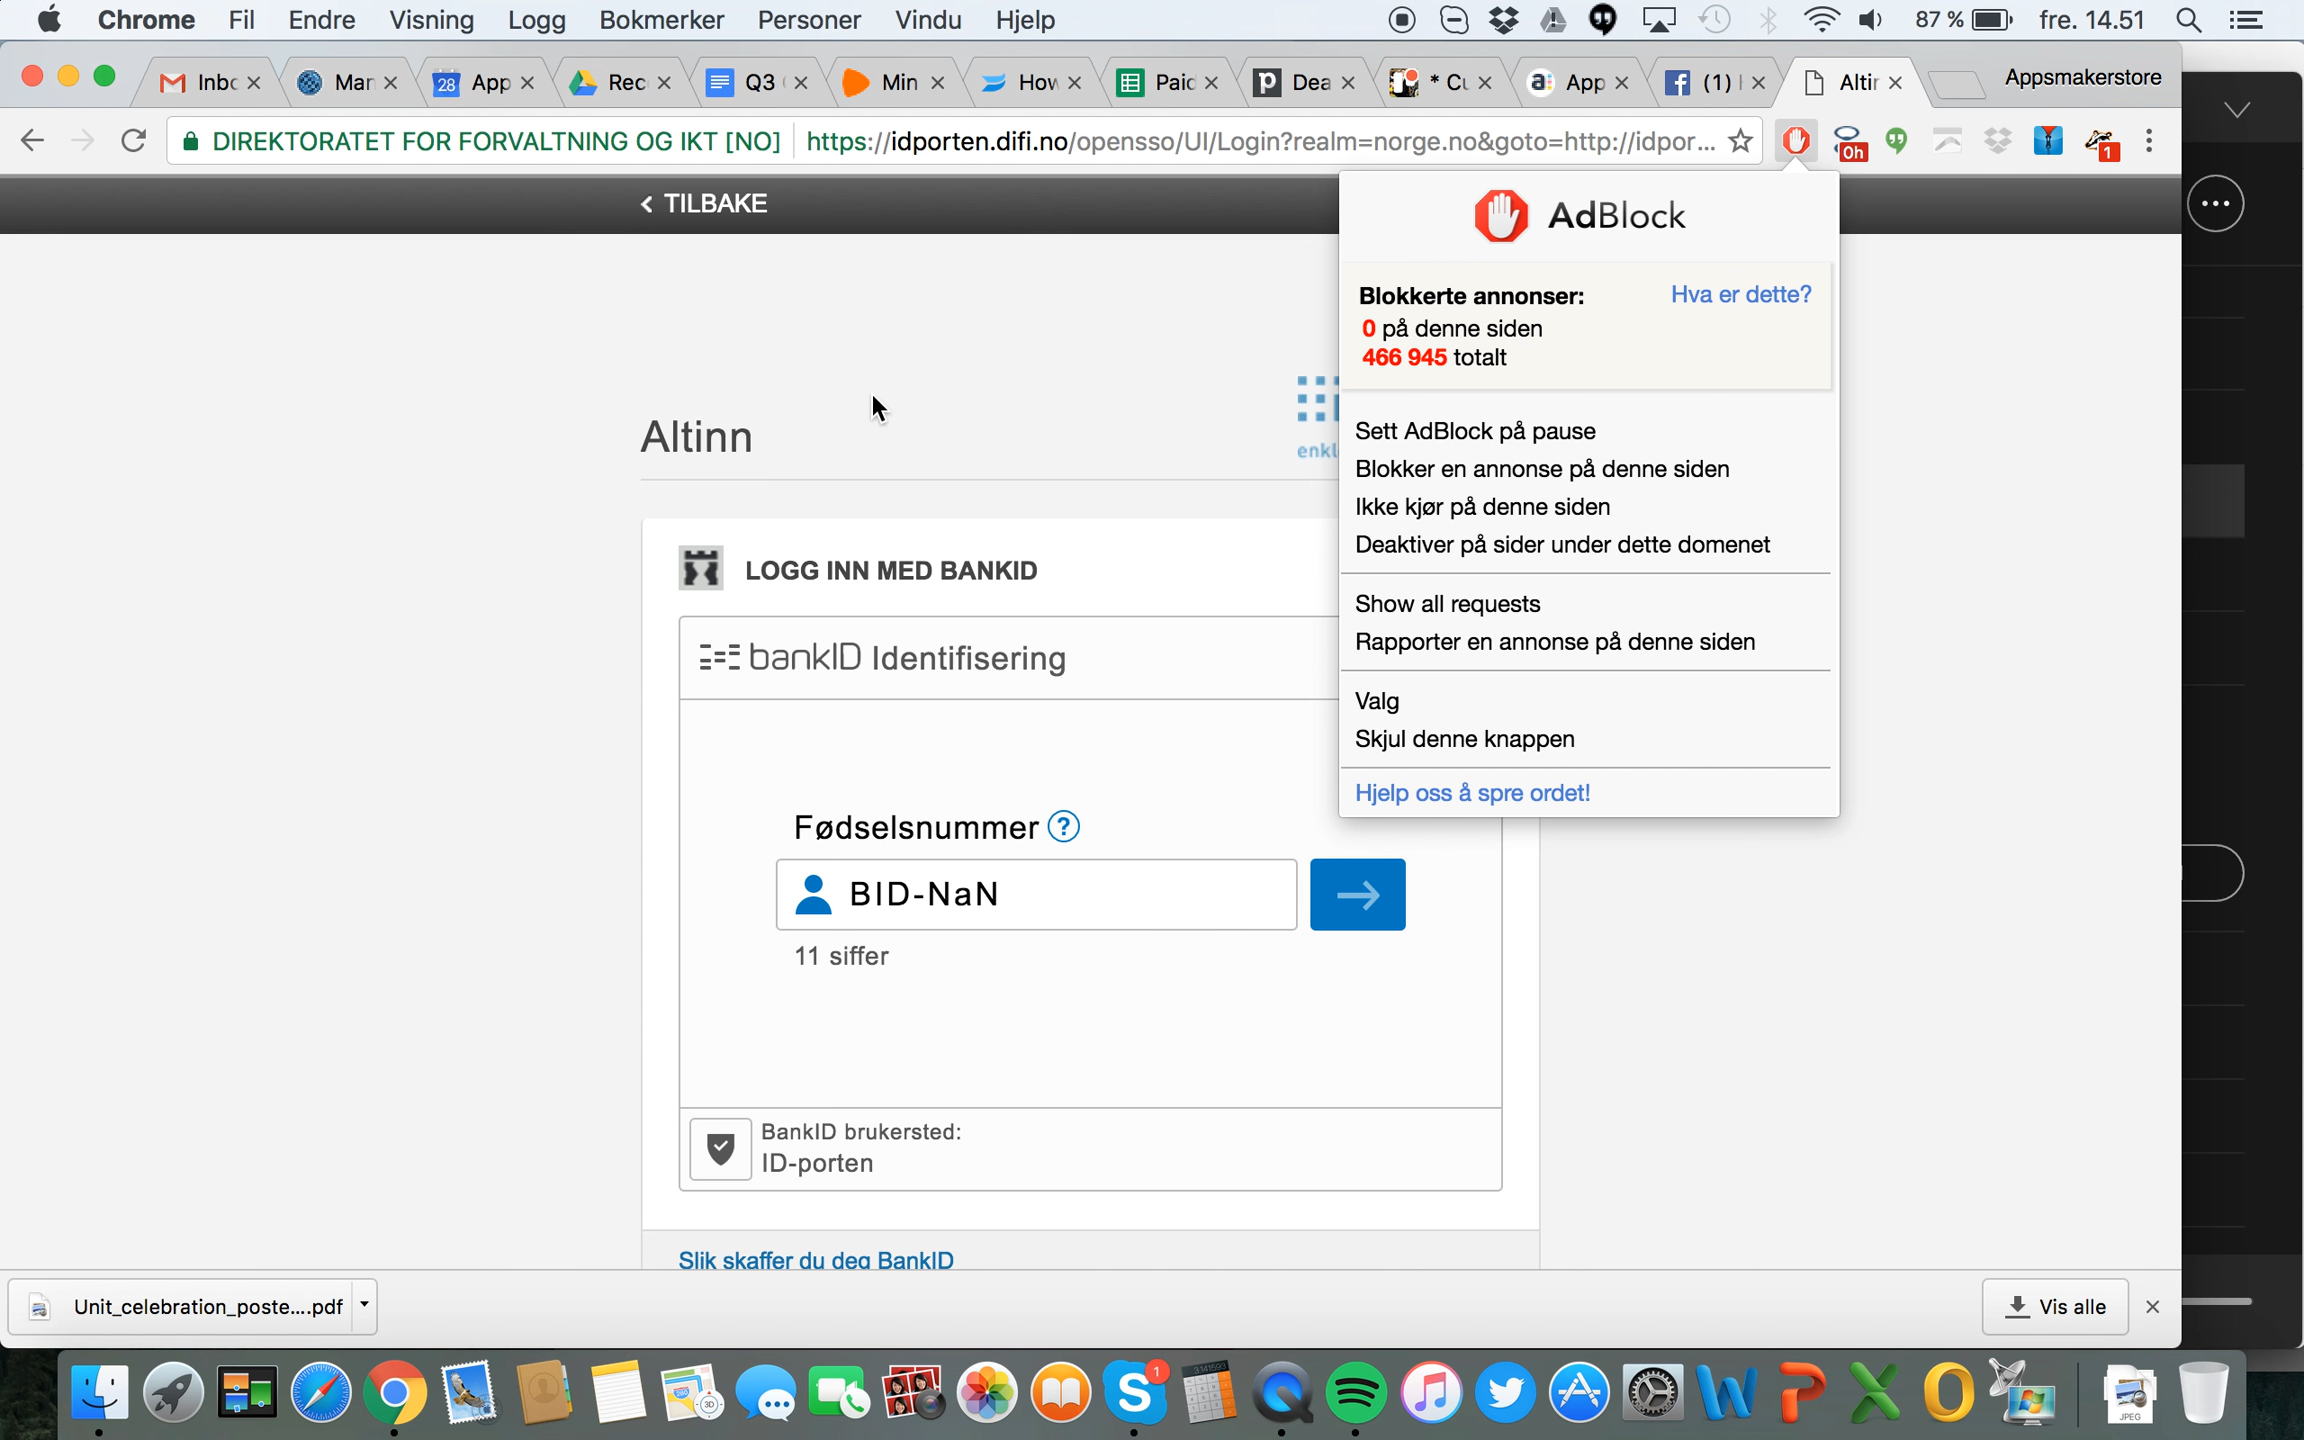 Chrome Fil Endre Visning Logg Bokmerker Personer Vindu Hjelp 87 % fre. 14.51
Inbc Mar 28 App Rec Q3 Min How Paid Dea * Cu a: App (1) Altir Appsmakerstore
DIREKTORATET FOR FORVALTNING OG IKT [NO] https://idporten.difi.no/opensso/UI/Login?realm=norge.no&goto=http://idpor... 0h 1
TILBAKE
AdBlock
Blokkerte annonser: Hva er dette?
0 på denne siden
466 945 totalt
Sett AdBlock på pause
Blokker en annonse på denne siden
Ikke kjør på denne siden
Deaktiver på sider under dette domenet
Show all requests
Rapporter en annonse på denne siden
Valg
Skjul denne knappen
Hjelp oss å spre ordet!
Altinn
enkl
LOGG INN MED BANKID
bankID Identifisering
Fødselsnummer ?
BID-NaN
11 siffer
BankID brukersted:
ID-porten
Slik skaffer du deg BankID
Unit_celebration_poste....pdf Vis alle
1
JPEG